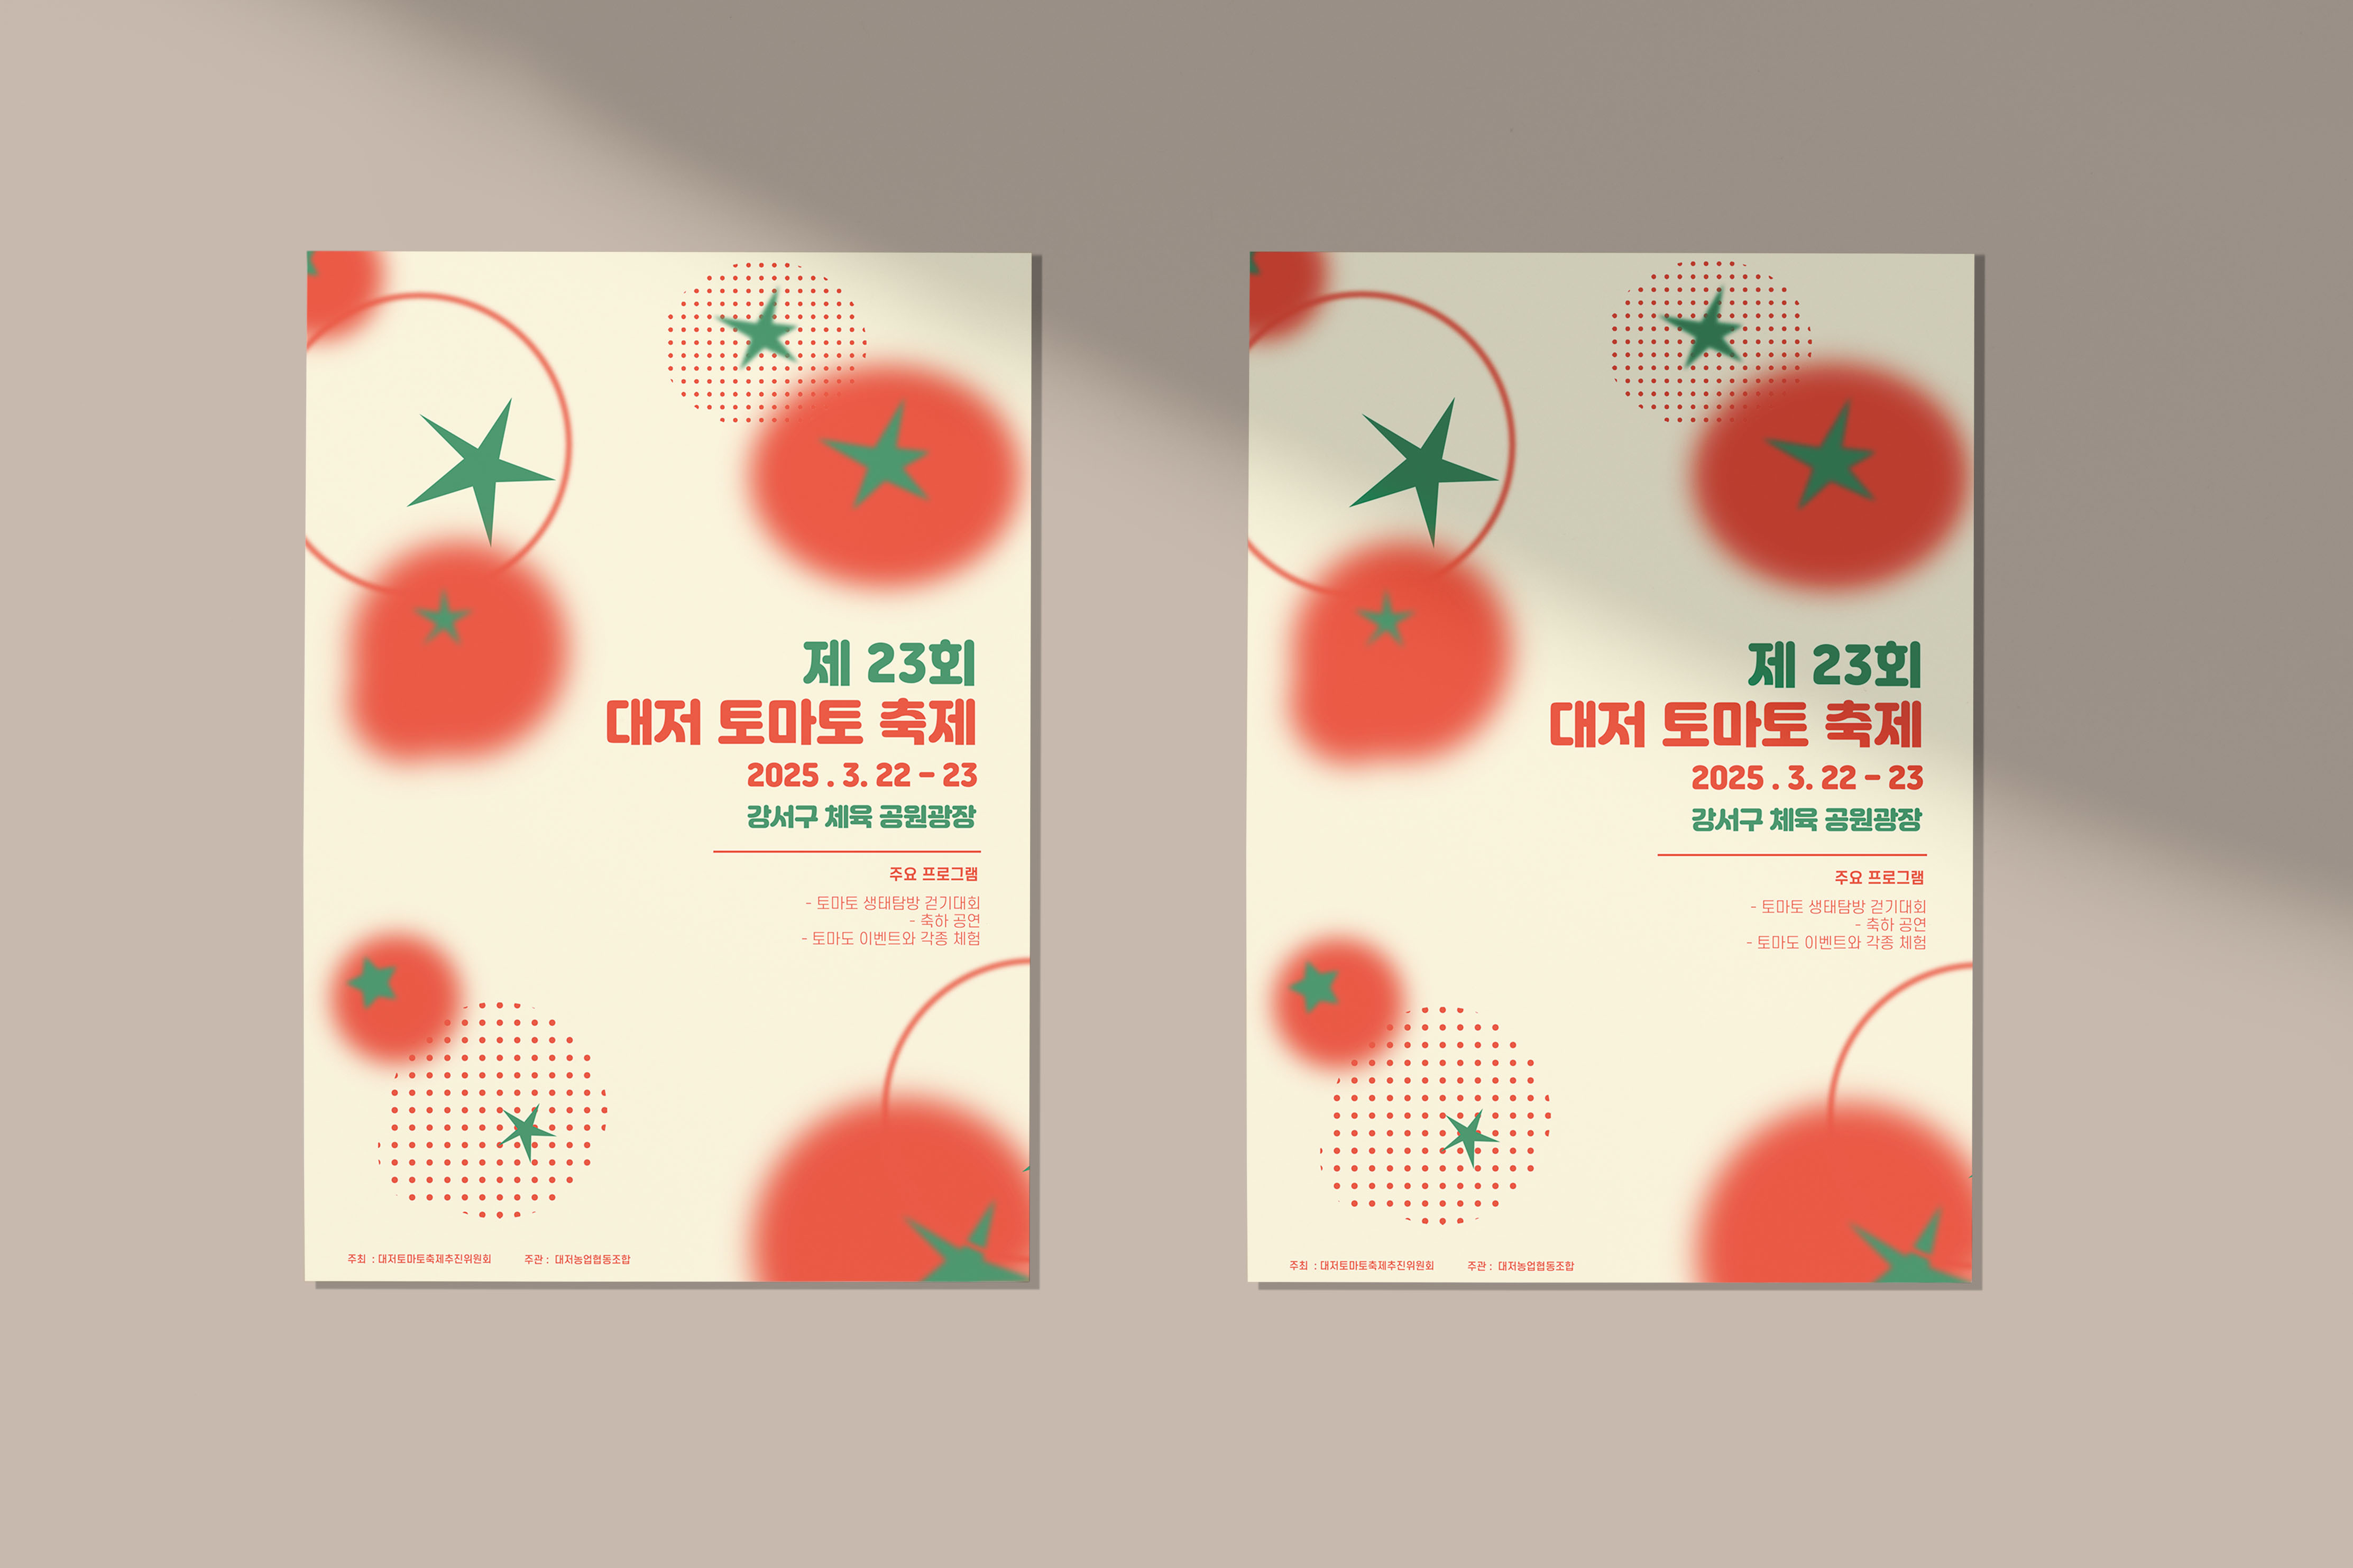 제 23회
대저 토마토 축제
2025 . 3. 22 - 23
강서구 체육 공원광장
주요 프로그램
- 토마토 생태탐방 걷기대회
- 축하 공연
- 토마도 이벤트와 각종 체험
주최 : 대저토마토축제추진위원회 주관 : 대저농업협동조합
제 23회
대저 토마토 축제
2025 . 3. 22 - 23
강서구 체육 공원광장
주요 프로그램
- 토마토 생태탐방 걷기대회
- 축하 공연
- 토마도 이벤트와 각종 체험
주최 : 대저토마토축제추진위원회 주관 : 대저농업협동조합